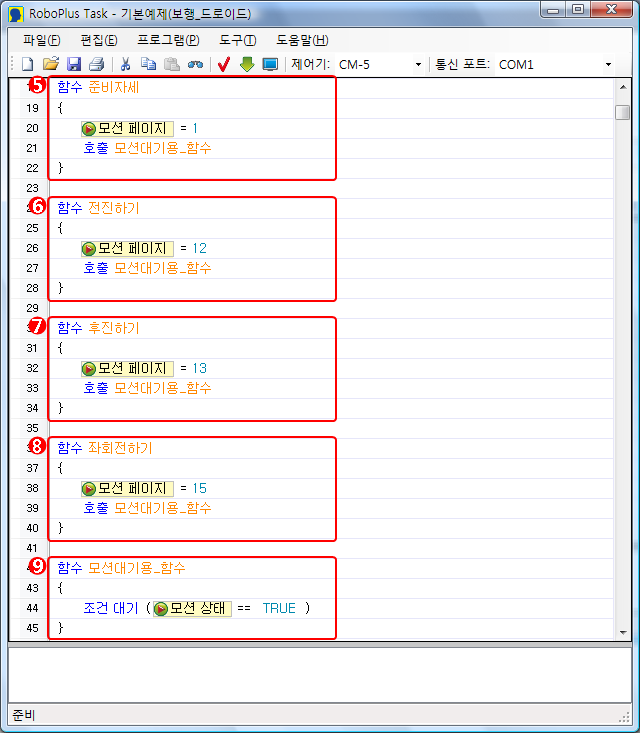 RoboPlus Task - 기본예제(보행_드로이드)
파일(F) 편집(E) 프로그램(P) 도구(T) 도움말(H)
제어기: CM-5 통신 포트: COM1
5 함수 준비자세
19 {
20 모션 페이지 = 1
21 호출 모션대기용_함수
22 }
23
6 함수 전진하기
25 {
26 모션 페이지 = 12
27 호출 모션대기용_함수
28 }
29
7 함수 후진하기
31 {
32 모션 페이지 = 13
33 호출 모션대기용_함수
34 }
35
8 함수 좌회전하기
37 {
38 모션 페이지 = 15
39 호출 모션대기용_함수
40 }
41
9 함수 모션대기용_함수
43 {
44 조건 대기 ( 모션 상태 == TRUE )
45 }
준비